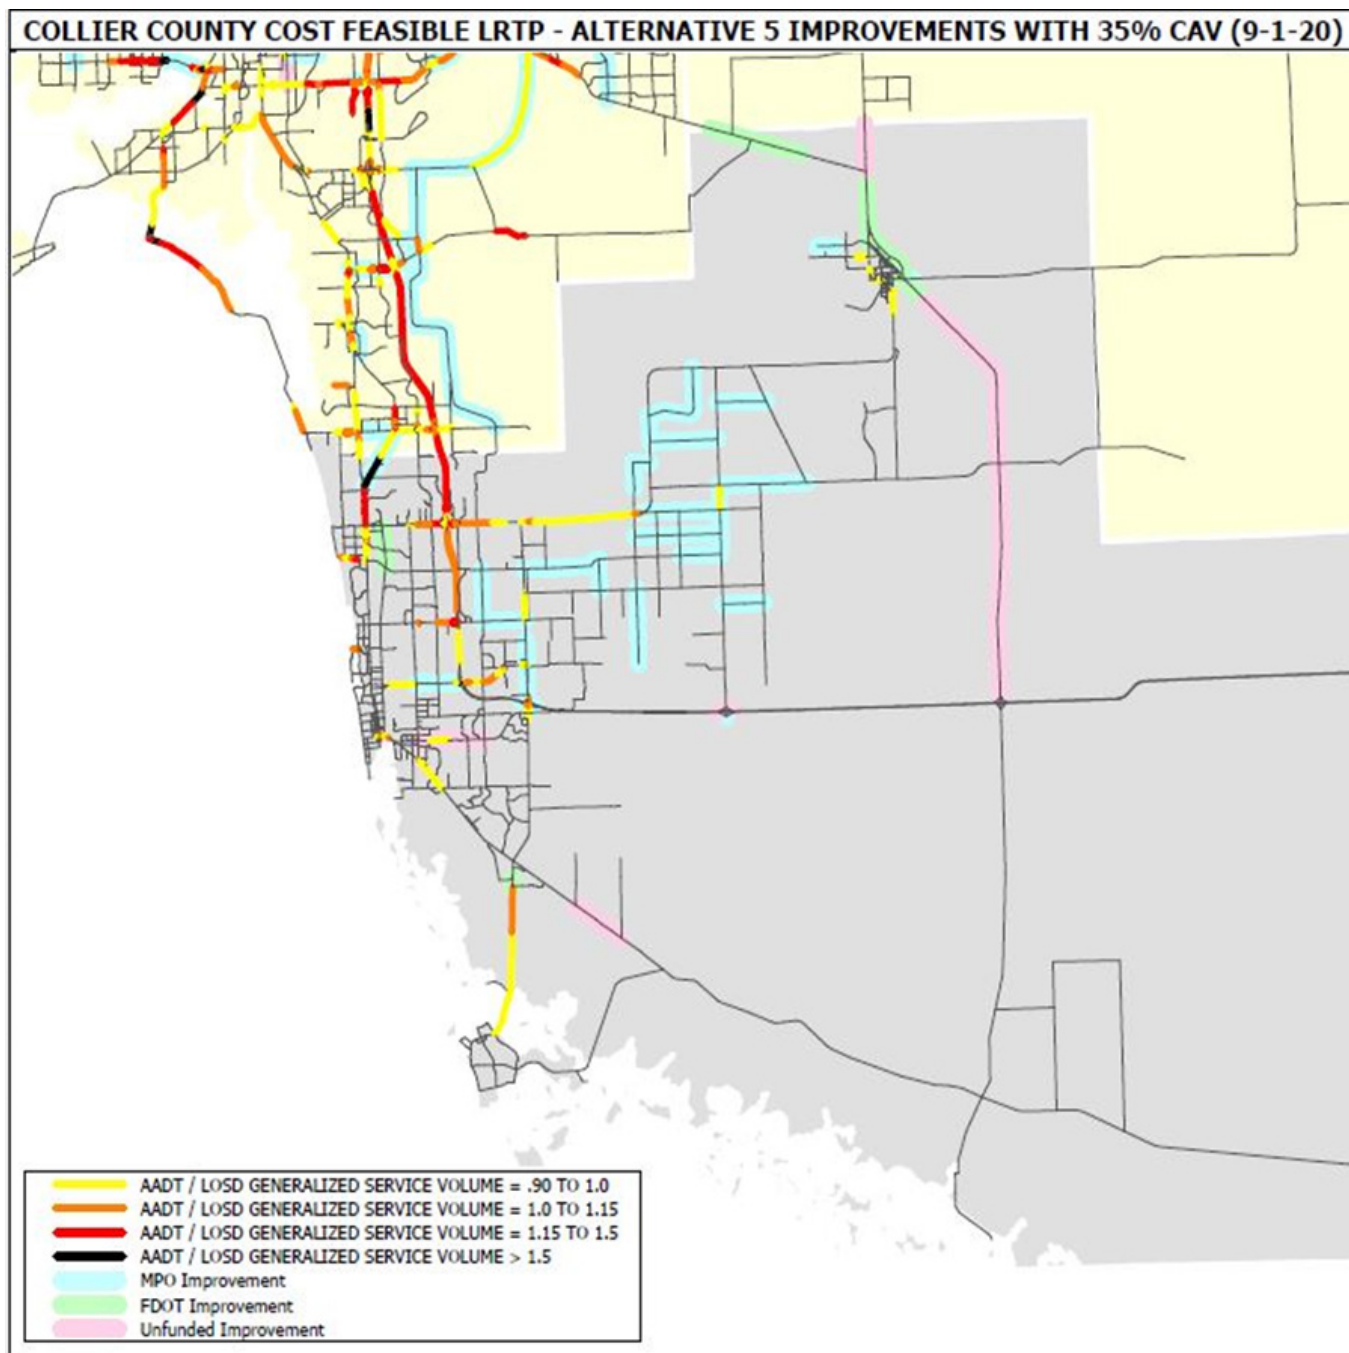 COLLIER COUNTY COST FEASIBLE LRTP - ALTERNATIVE 5 IMPROVEMENTS WITH 35% CAV (9-1-20)
AADT / LOSD GENERALIZED SERVICE VOLUME = .90 TO 1.0
AADT / LOSD GENERALIZED SERVICE VOLUME = 1.0 TO 1.15
AADT / LOSD GENERALIZED SERVICE VOLUME = 1.15 TO 1.5
AADT / LOSD GENERALIZED SERVICE VOLUME > 1.5
MPO Improvement
FDOT Improvement
Unfunded Improvement